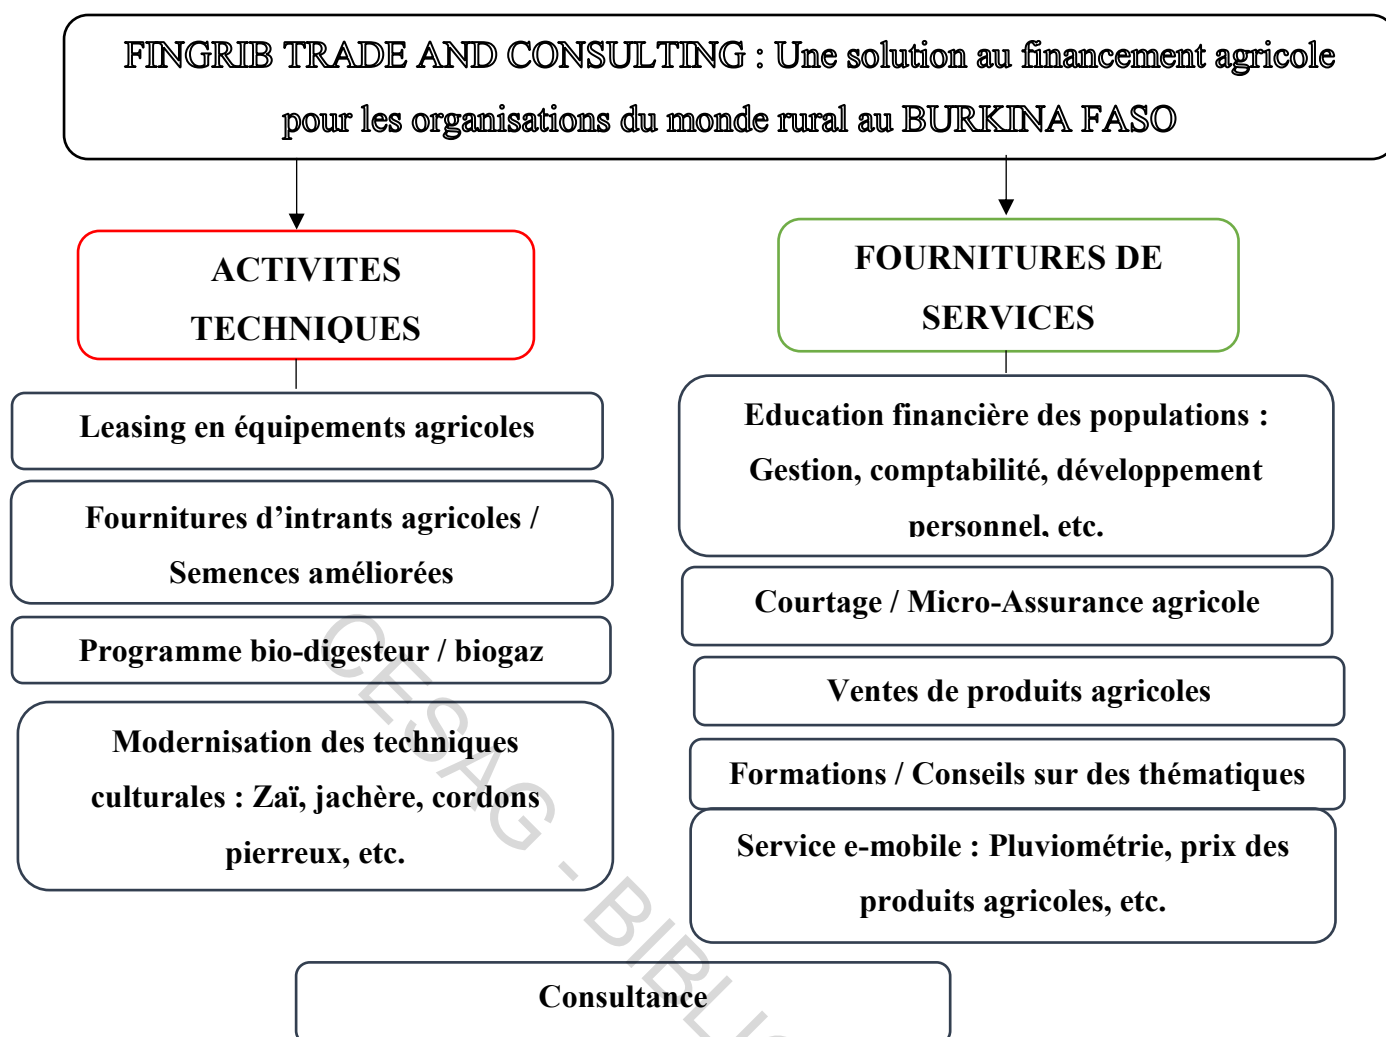 FINGRIB TRADE AND CONSULTING : Une solution au financement agricole
pour les organisations du monde rural au BURKINA FASO
ACTIVITES
TECHNIQUES
Leasing en équipements agricoles
Fournitures d’intrants agricoles /
Semences améliorées
Programme bio-digesteur / biogaz
Modernisation des techniques
culturales : Zaï, jachère, cordons
pierreux, etc.
FOURNITURES DE
SERVICES
Education financière des populations :
Gestion, comptabilité, développement
personnel, etc.
Courtage / Micro-Assurance agricole
Ventes de produits agricoles
Formations / Conseils sur des thématiques
Service e-mobile : Pluviométrie, prix des
produits agricoles, etc.
Consultance
CESAG -